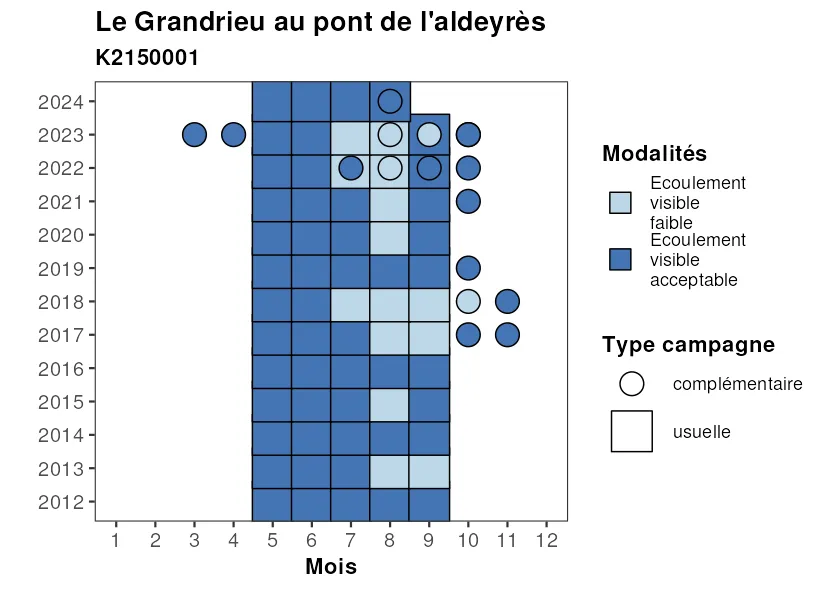 Le Grandrieu au pont de l'aldeyrès
K2150001
2024
2023
2022
2021
2020
2019
2018
2017
2016
2015
2014
2013
2012
1 2 3 4 5 6 7 8 9 10 11 12
Mois
Modalités
Ecoulement
visible
faible
Ecoulement
visible
acceptable
Type campagne
complémentaire
usuelle